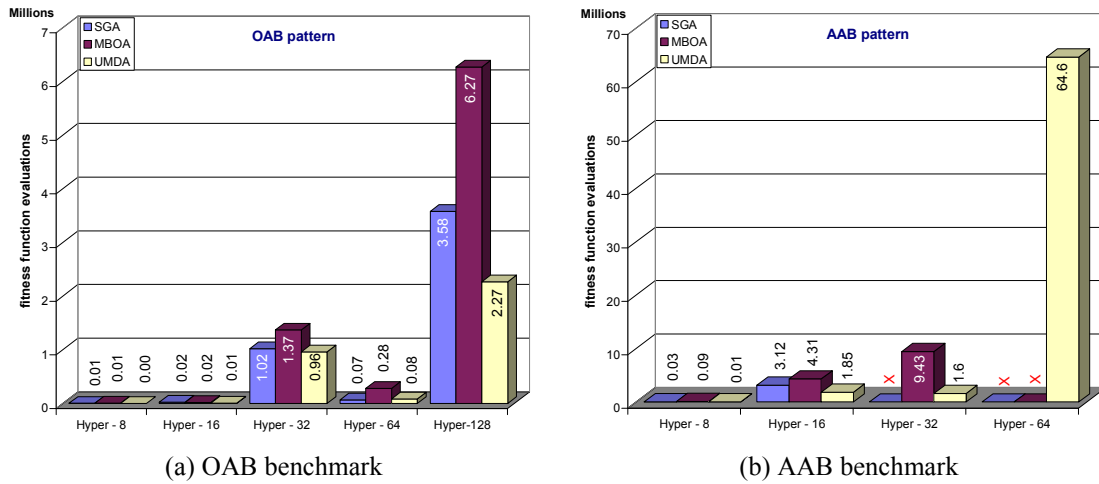 Millions
OAB pattern
SGA
MBOA
UMDA
fitness function evaluations
7
6
5
4
3
2
1
0
0.01
0.01
0.00
0.02
0.02
0.01
1.02
1.37
0.96
0.07
0.28
0.08
3.58
6.27
2.27
Hyper - 8
Hyper - 16
Hyper - 32
Hyper - 64
Hyper-128
(a) OAB benchmark
Millions
AAB pattern
SGA
MBOA
UMDA
fitness function evaluations
70
60
50
40
30
20
10
0
0.03
0.09
0.01
3.12
4.31
1.85
X
9.43
1.6
X
X
64.6
Hyper - 8
Hyper - 16
Hyper - 32
Hyper - 64
(b) AAB benchmark